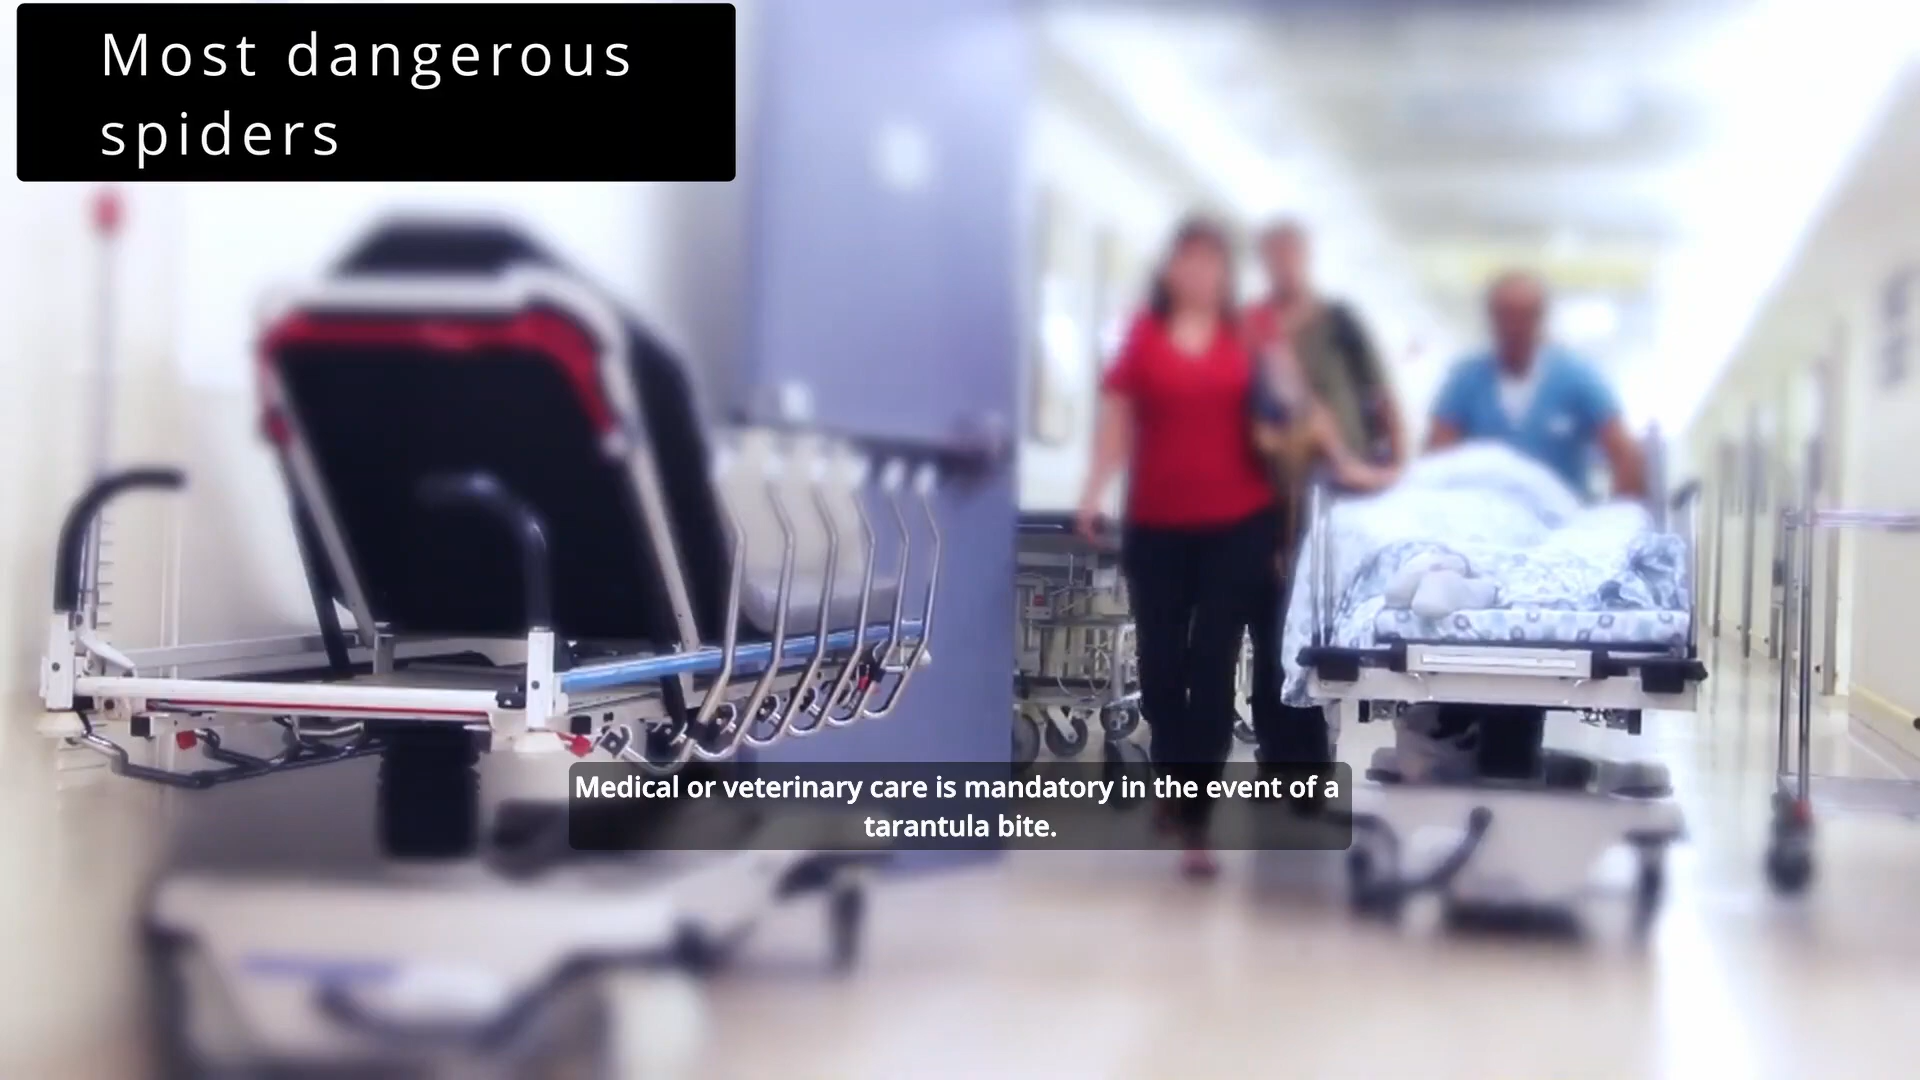 Most dangerous
spiders
Medical or veterinary care is mandatory in the event of a
tarantula bite.